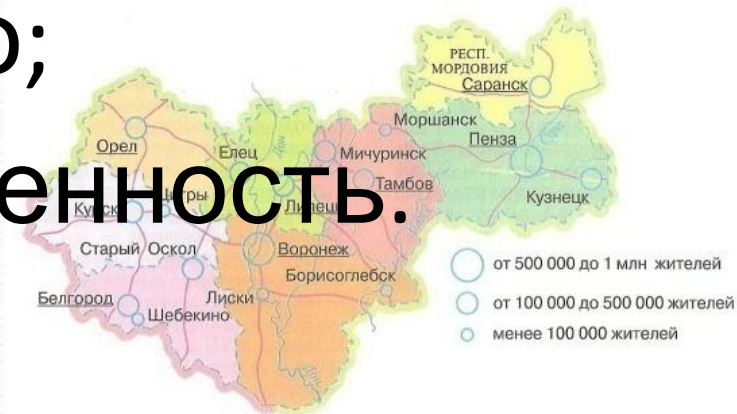 о;
енность.
РЕСП.
МОРДОВИЯ
Саранск
Моршанск
Пенза
Орел
Елец
Дон
Мичуринск
Тамбов
Кузнецк
Курск
Липецк
Старый Оскол
Воронеж
Борисоглебск
Белгород
Лиски
Шебекино
Дон
от 500 000 до 1 млн жителей
от 100 000 до 500 000 жителей
менее 100 000 жителей